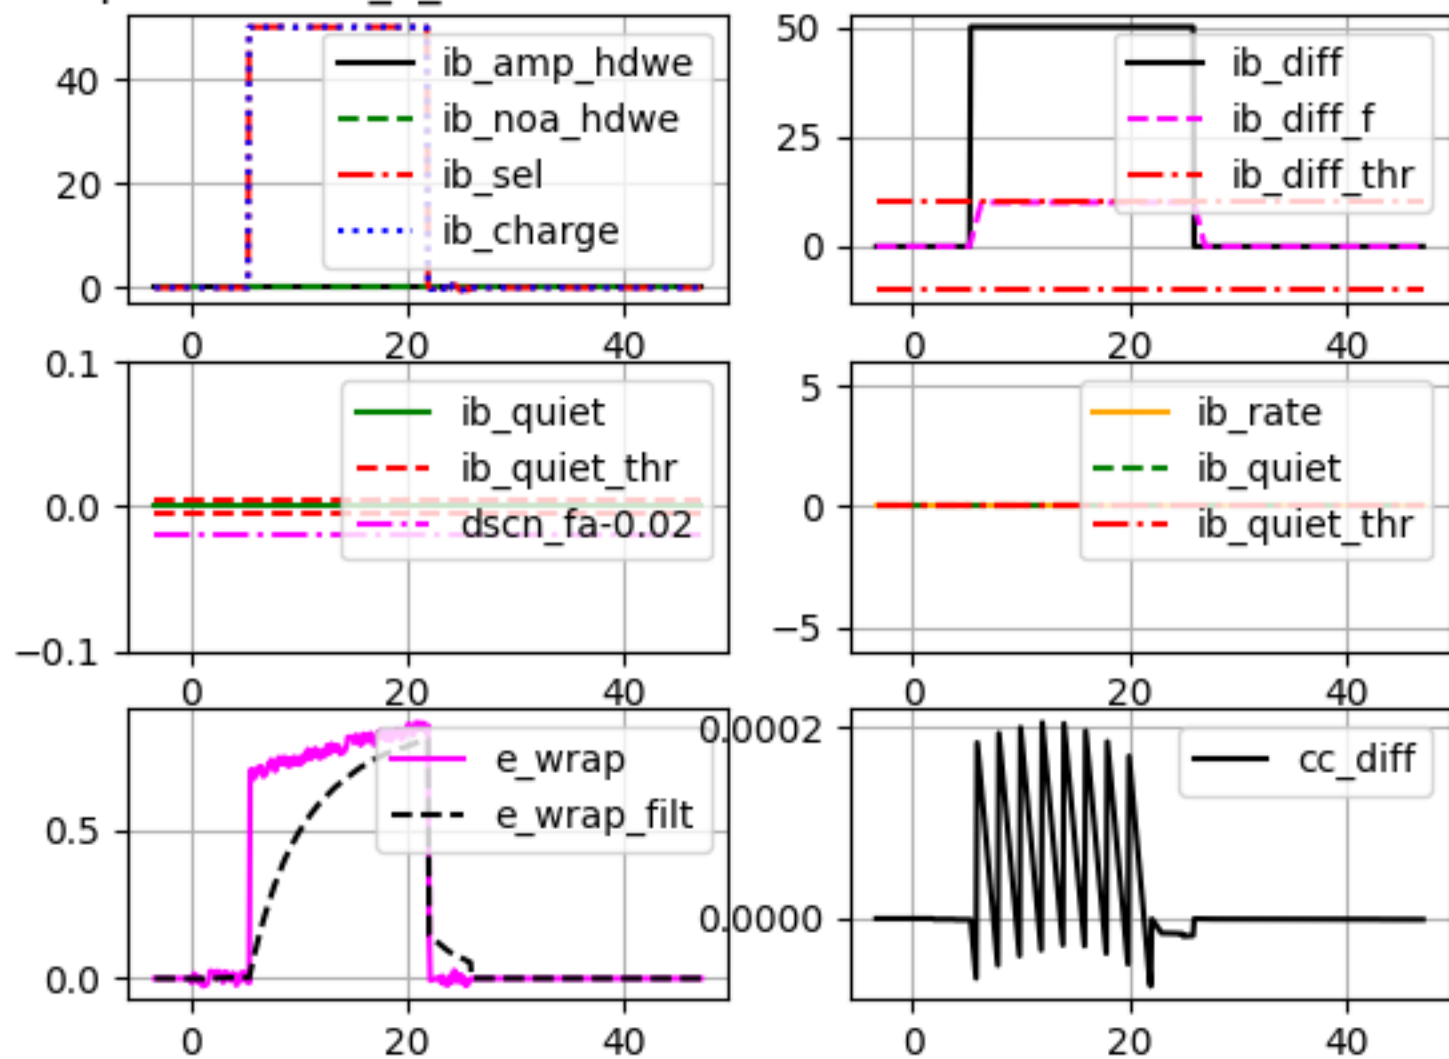 40
20
0
0
20
40
ib_amp_hdwe
ib_noa_hdwe
ib_sel
ib_charge
50
25
0
0
20
40
ib_diff
ib_diff_f
ib_diff_thr
0.1
0.0
−0.1
0
20
40
ib_quiet
ib_quiet_thr
dscn_fa-0.02
5
0
−5
0
20
40
ib_rate
ib_quiet
ib_quiet_thr
0.5
0.0
0
20
40
e_wrap
e_wrap_filt
0.0002
0.0000
0
20
40
cc_diff